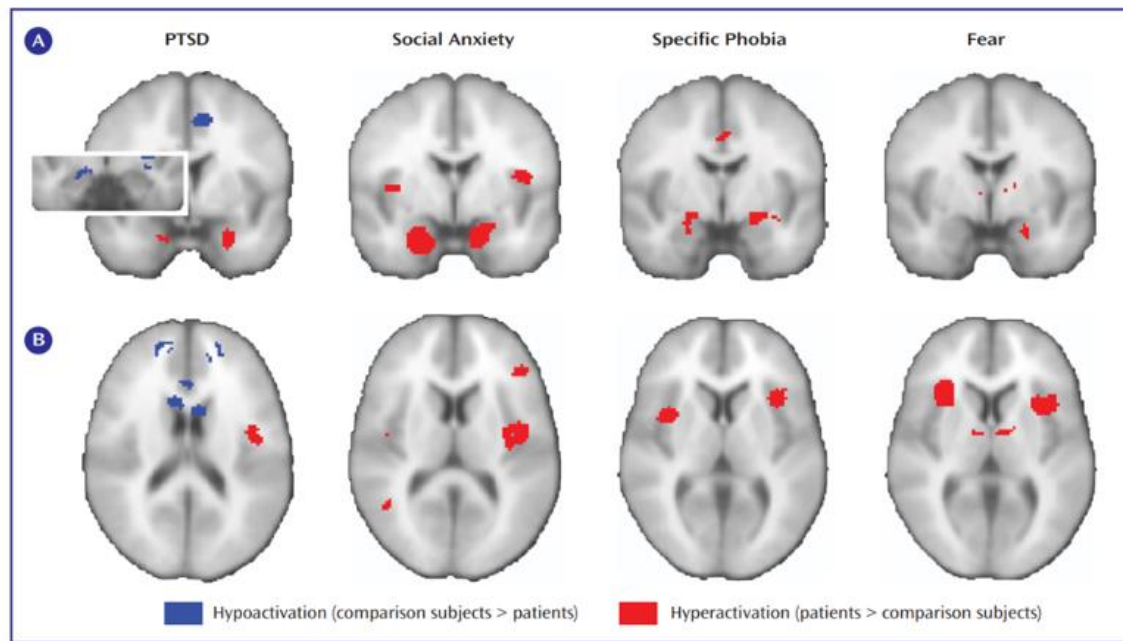 A
PTSD
Social Anxiety
Specific Phobia
Fear
B
Hypoactivation (comparison subjects > patients)
Hyperactivation (patients > comparison subjects)